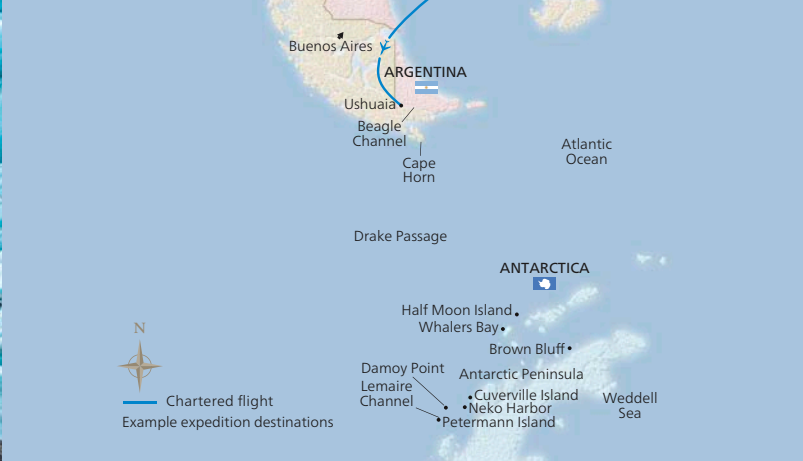 Buenos Aires
ARGENTINA
Ushuaia
Beagle
Channel
Cape
Horn
Atlantic
Ocean
Drake Passage
ANTARCTICA
Half Moon Island
Whalers Bay
Brown Bluff
Damoy Point
Antarctic Peninsula
Lemaire
Channel
Cuverville Island
Neko Harbor
Petermann Island
Weddell
Sea
N
Chartered flight
Example expedition destinations